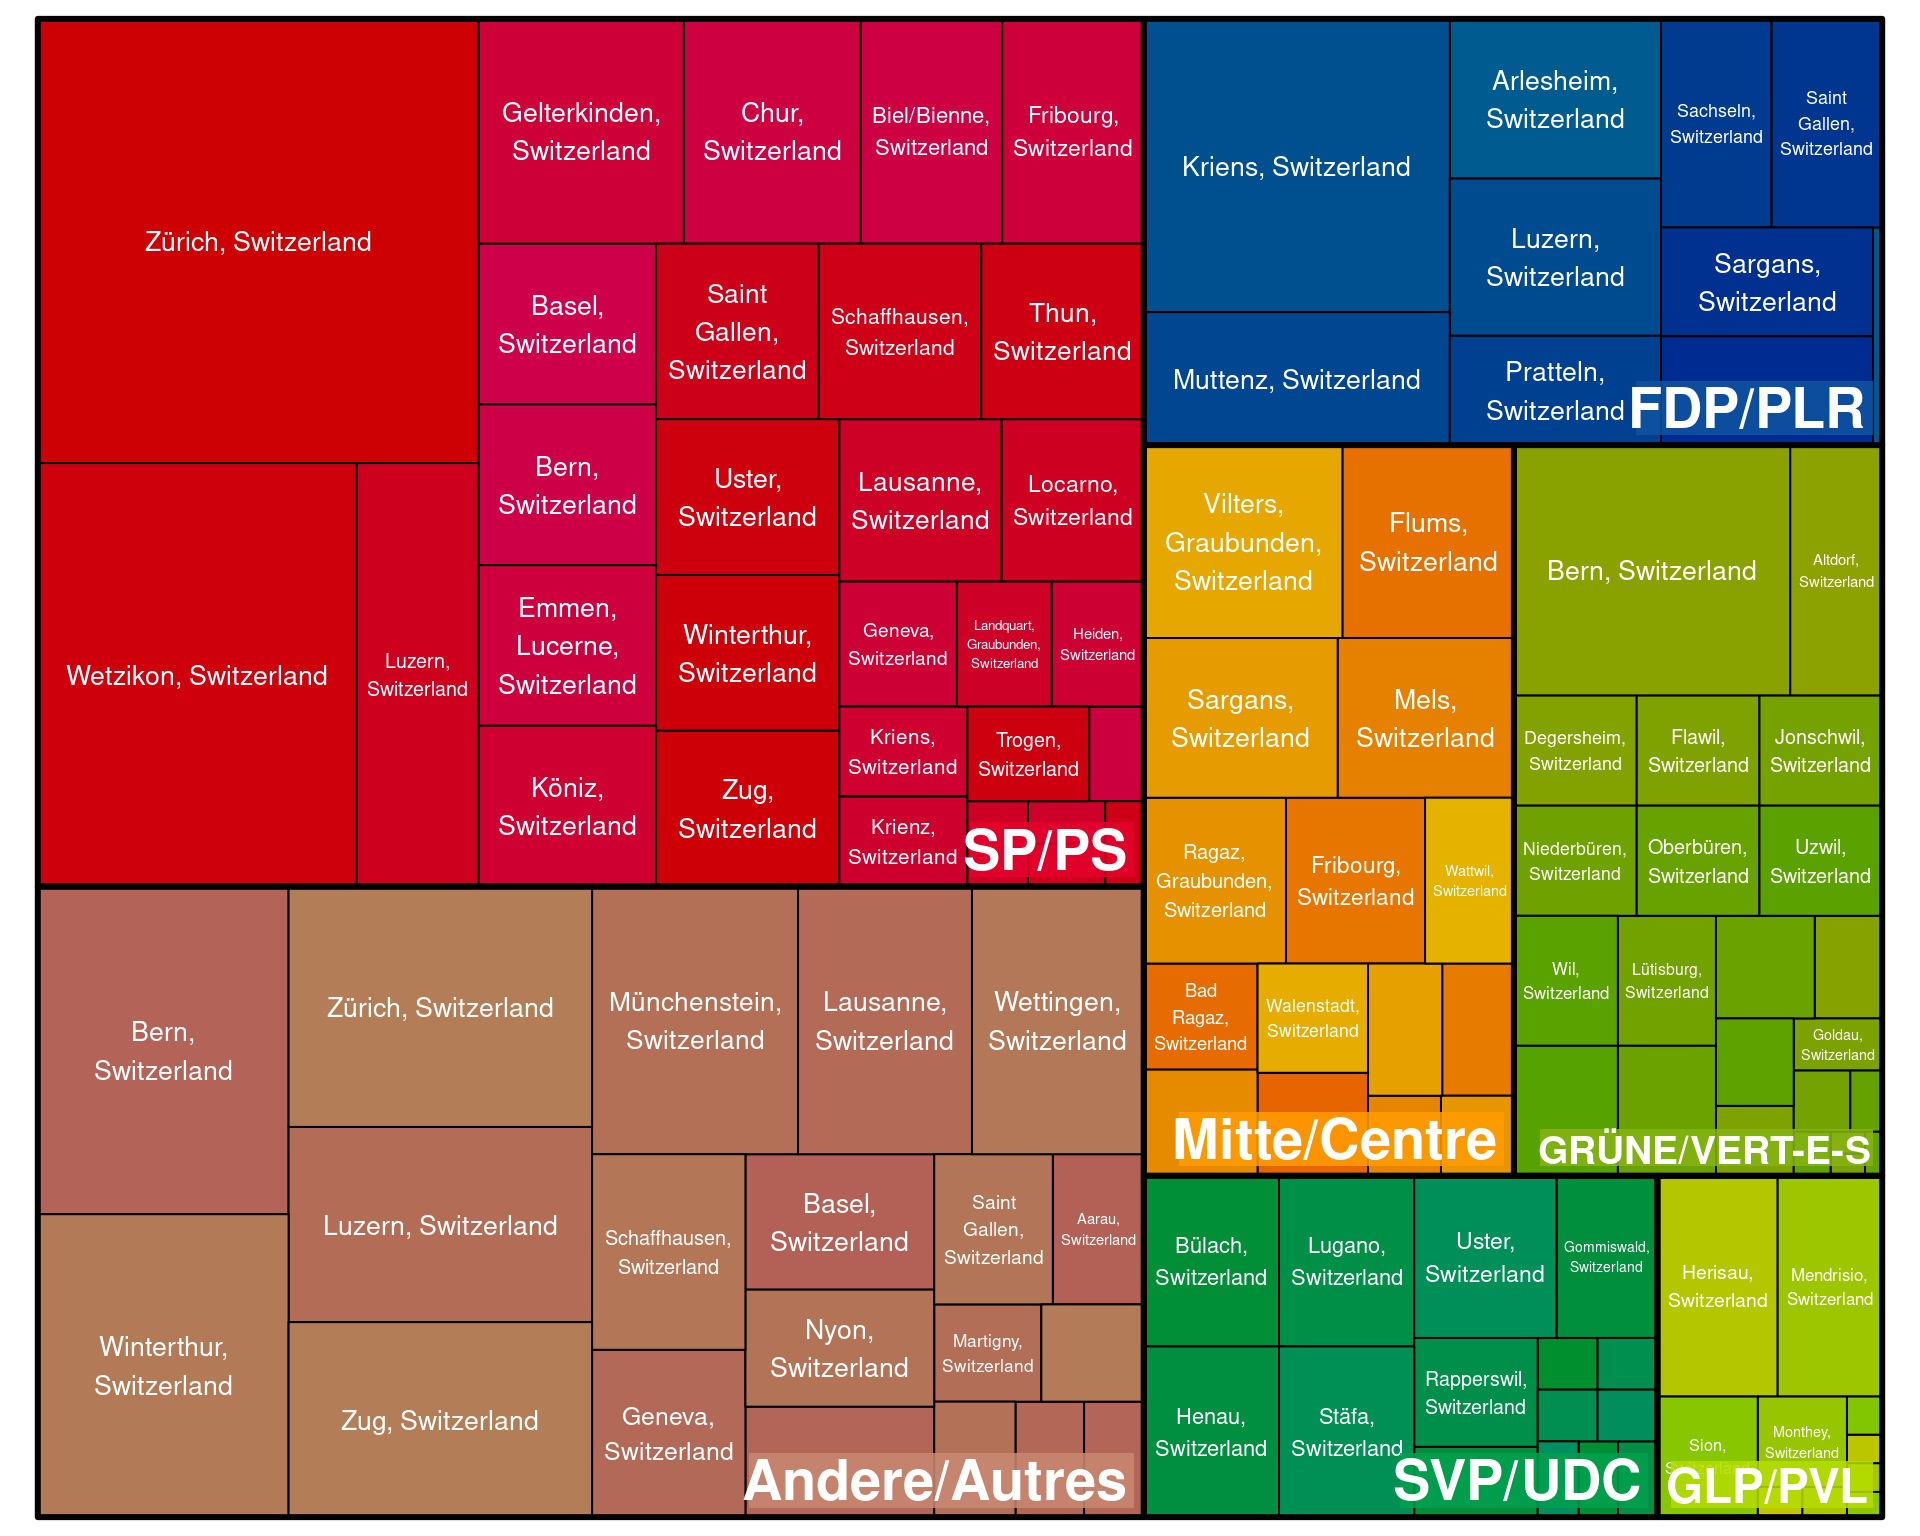 Zürich, Switzerland
Wetzikon, Switzerland
Luzern,
Switzerland
Gelterkinden,
Switzerland
Chur,
Switzerland
Biel/Bienne,
Switzerland
Fribourg,
Switzerland
Basel,
Switzerland
Bern,
Switzerland
Emmen,
Lucerne,
Switzerland
Köniz,
Switzerland
Saint
Gallen,
Switzerland
Schaffhausen,
Switzerland
Thun,
Switzerland
Uster,
Switzerland
Winterthur,
Switzerland
Zug,
Switzerland
Lausanne,
Switzerland
Locarno,
Switzerland
Geneva,
Switzerland
Landquart,
Graubunden,
Switzerland
Heiden,
Switzerland
Kriens,
Switzerland
Krienz,
Switzerland
Trogen,
Switzerland
SP/PS
Bern,
Switzerland
Winterthur,
Switzerland
Zürich, Switzerland
Luzern, Switzerland
Zug, Switzerland
Münchenstein,
Switzerland
Lausanne,
Switzerland
Wettingen,
Switzerland
Schaffhausen,
Switzerland
Geneva,
Switzerland
Basel,
Switzerland
Nyon,
Switzerland
Saint
Gallen,
Switzerland
Aarau,
Switzerland
Martigny,
Switzerland
Andere/Autres
Kriens, Switzerland
Muttenz, Switzerland
Arlesheim,
Switzerland
Luzern,
Switzerland
Pratteln,
Switzerland
Sachseln,
Switzerland
Saint
Gallen,
Switzerland
Sargans,
Switzerland
FDP/PLR
Vilters,
Graubunden,
Switzerland
Flums,
Switzerland
Sargans,
Switzerland
Mels,
Switzerland
Ragaz,
Graubunden,
Switzerland
Fribourg,
Switzerland
Wattwil,
Switzerland
Bad
Ragaz,
Switzerland
Walenstadt,
Switzerland
Mitte/Centre
Bern, Switzerland
Altdorf,
Switzerland
Degersheim,
Switzerland
Flawil,
Switzerland
Jonschwil,
Switzerland
Niederbüren,
Switzerland
Oberbüren,
Switzerland
Uzwil,
Switzerland
Wil,
Switzerland
Lütisburg,
Switzerland
Goldau,
Switzerland
GRÜNE/VERT-E-S
Bülach,
Switzerland
Lugano,
Switzerland
Uster,
Switzerland
Gommiswald,
Switzerland
Henau,
Switzerland
Stäfa,
Switzerland
Rapperswil,
Switzerland
SVP/UDC
Herisau,
Switzerland
Mendrisio,
Switzerland
Sion,
Monthey,
Switzerland
GLP/PVL